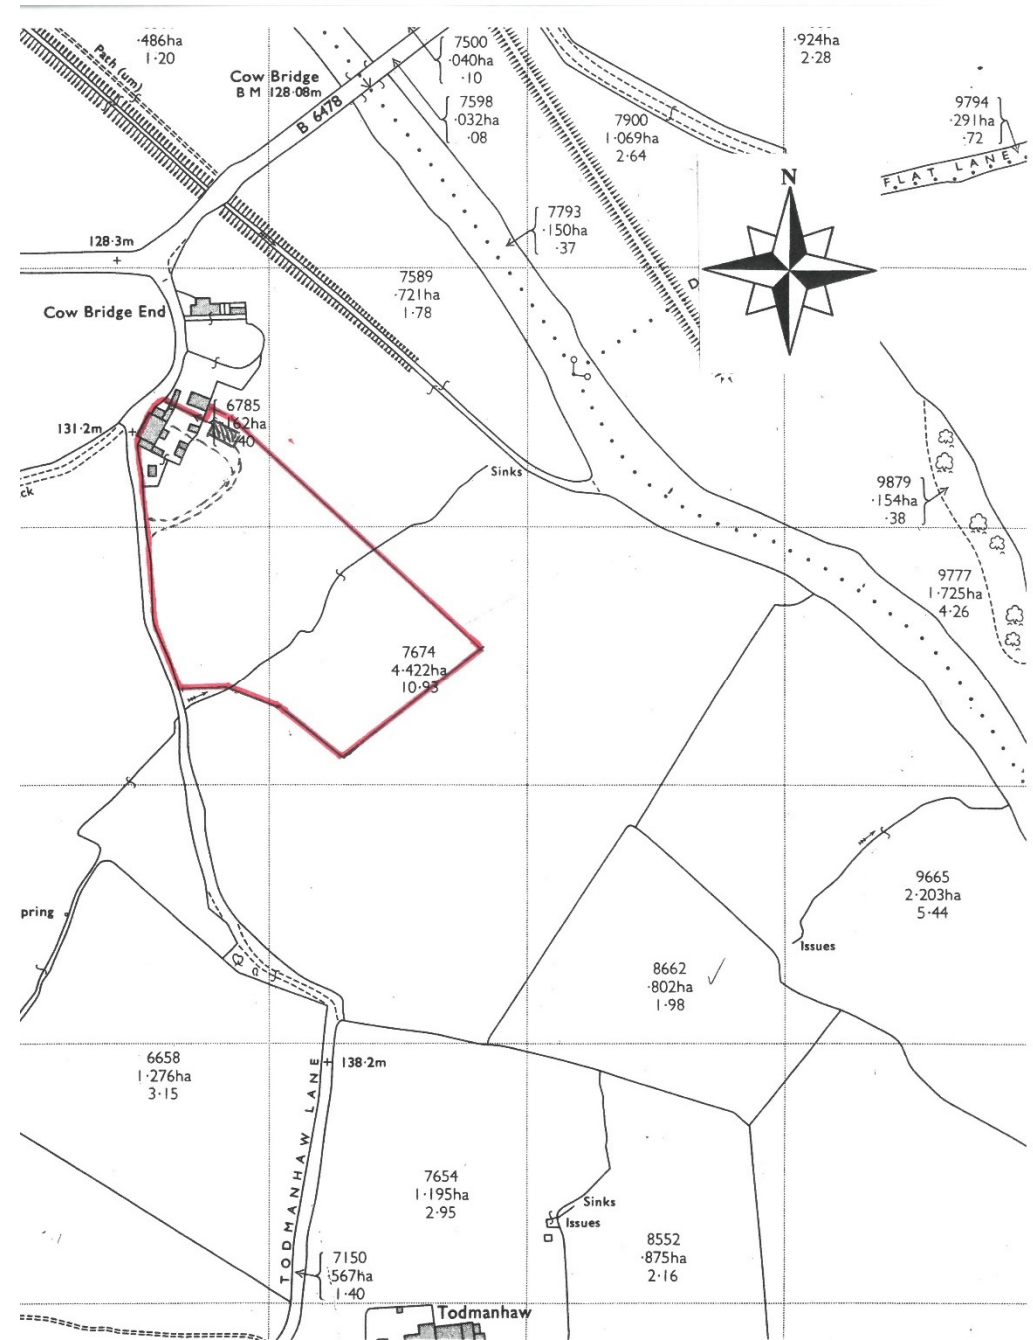 ·486ha
1·20
Path (um)
Cow Bridge
B M 128·08m
B 6478
7500
·040ha
·10
7598
·032ha
·08
7900
1·069ha
2·64
·924ha
2·28
9794
·291ha
·72
FLAT LANE
N
7793
·150ha
·37
D
128·3m
7589
·721ha
1·78
Cow Bridge End
6785
·162ha
·40
131·2m
ck
Sinks
9879
·154ha
·38
9777
1·725ha
4·26
7674
4·422ha
10·93
9665
2·203ha
5·44
pring
Issues
8662
·802ha
1·98
6658
1·276ha
3·15
138·2m
TODMANHAW LANE
7654
1·195ha
2·95
Sinks
Issues
8552
·875ha
2·16
7150
·567ha
1·40
Todmanhaw